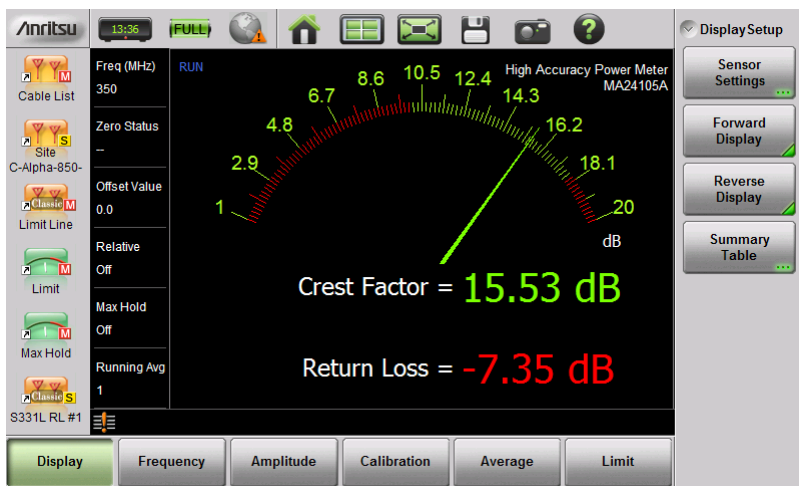 Anritsu
13:36
FULL
?
Display Setup
Cable List
M
Site
C-Alpha-850-
S
Classic M
Limit Line
M
Limit
M
Max Hold
Classic S
S331L RL #1
Freq (MHz)
350
Zero Status
--
Offset Value
0.0
Relative
Off
Max Hold
Off
Running Avg
1
RUN
High Accuracy Power Meter
MA24105A
1
2.9
4.8
6.7
8.6
10.5
12.4
14.3
16.2
18.1
20
dB
Crest Factor = 15.53 dB
Return Loss = -7.35 dB
Sensor
Settings
Forward
Display
Reverse
Display
Summary
Table
Display
Frequency
Amplitude
Calibration
Average
Limit